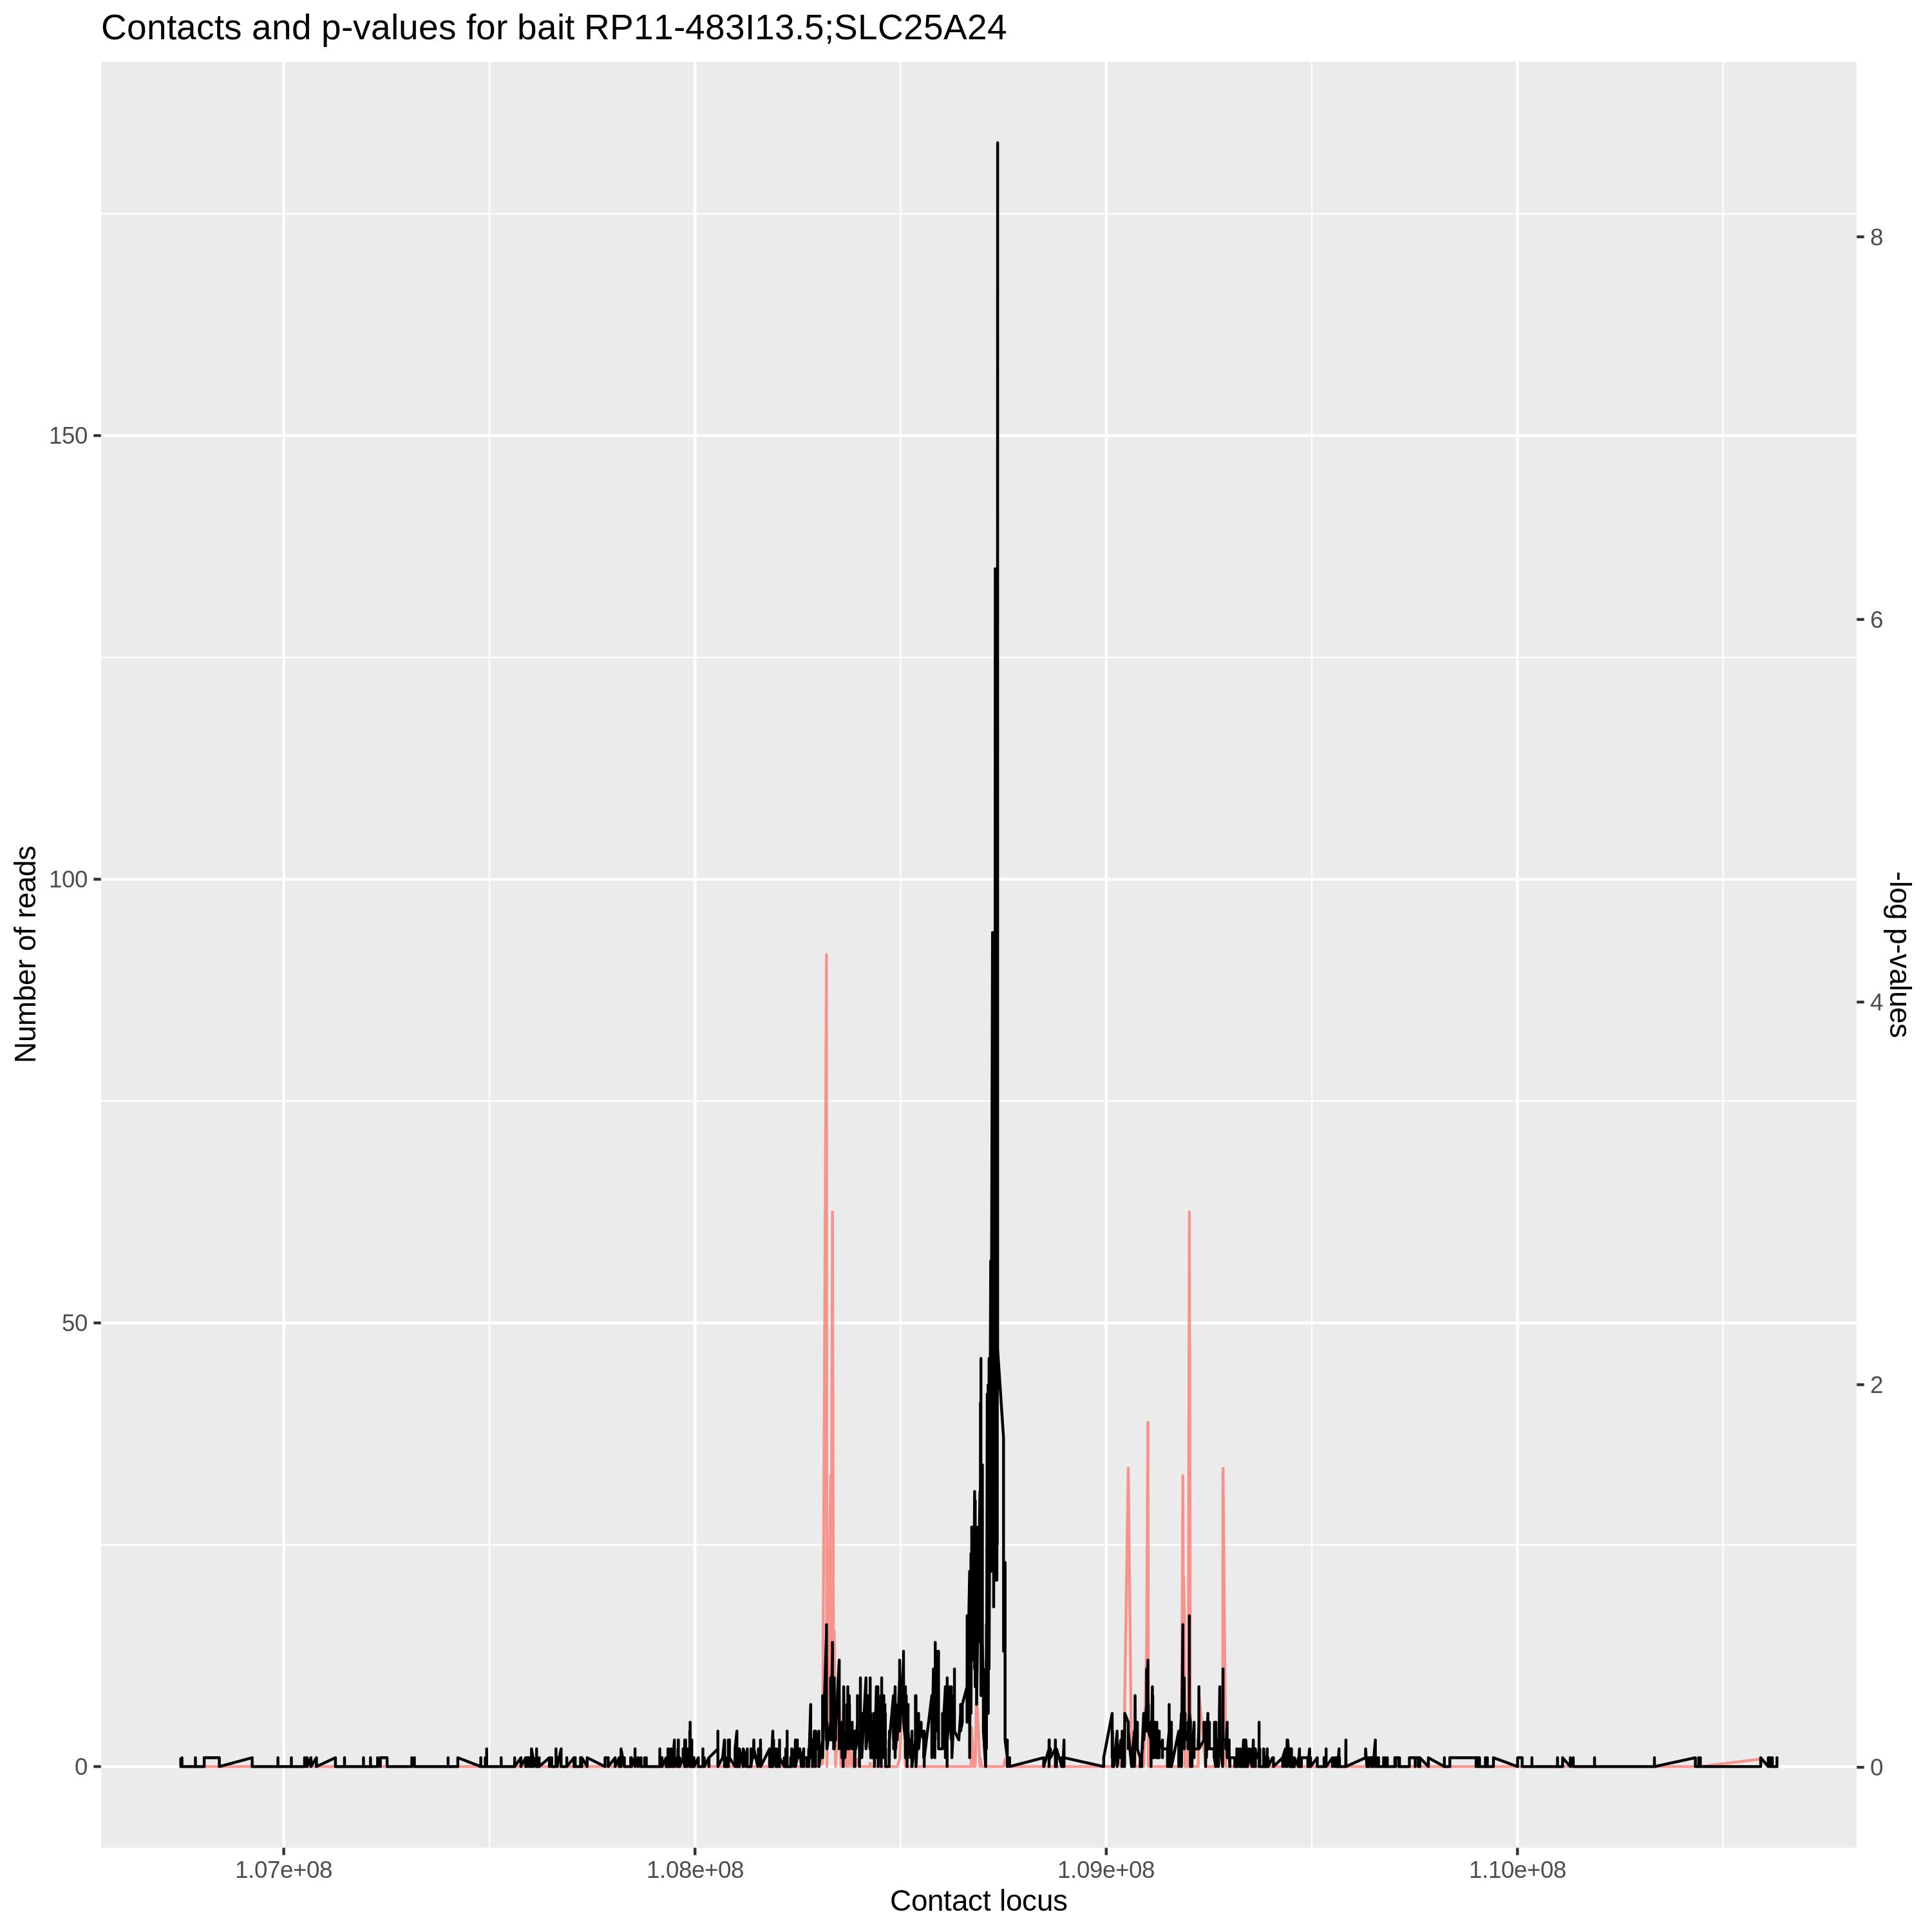 Contacts and p-values for bait RP11-483I13.5;SLC25A24
Number of reads
150
100
50
0
8
6
4
2
0
-log p-values
1.07e+08
1.08e+08
1.09e+08
1.10e+08
Contact locus